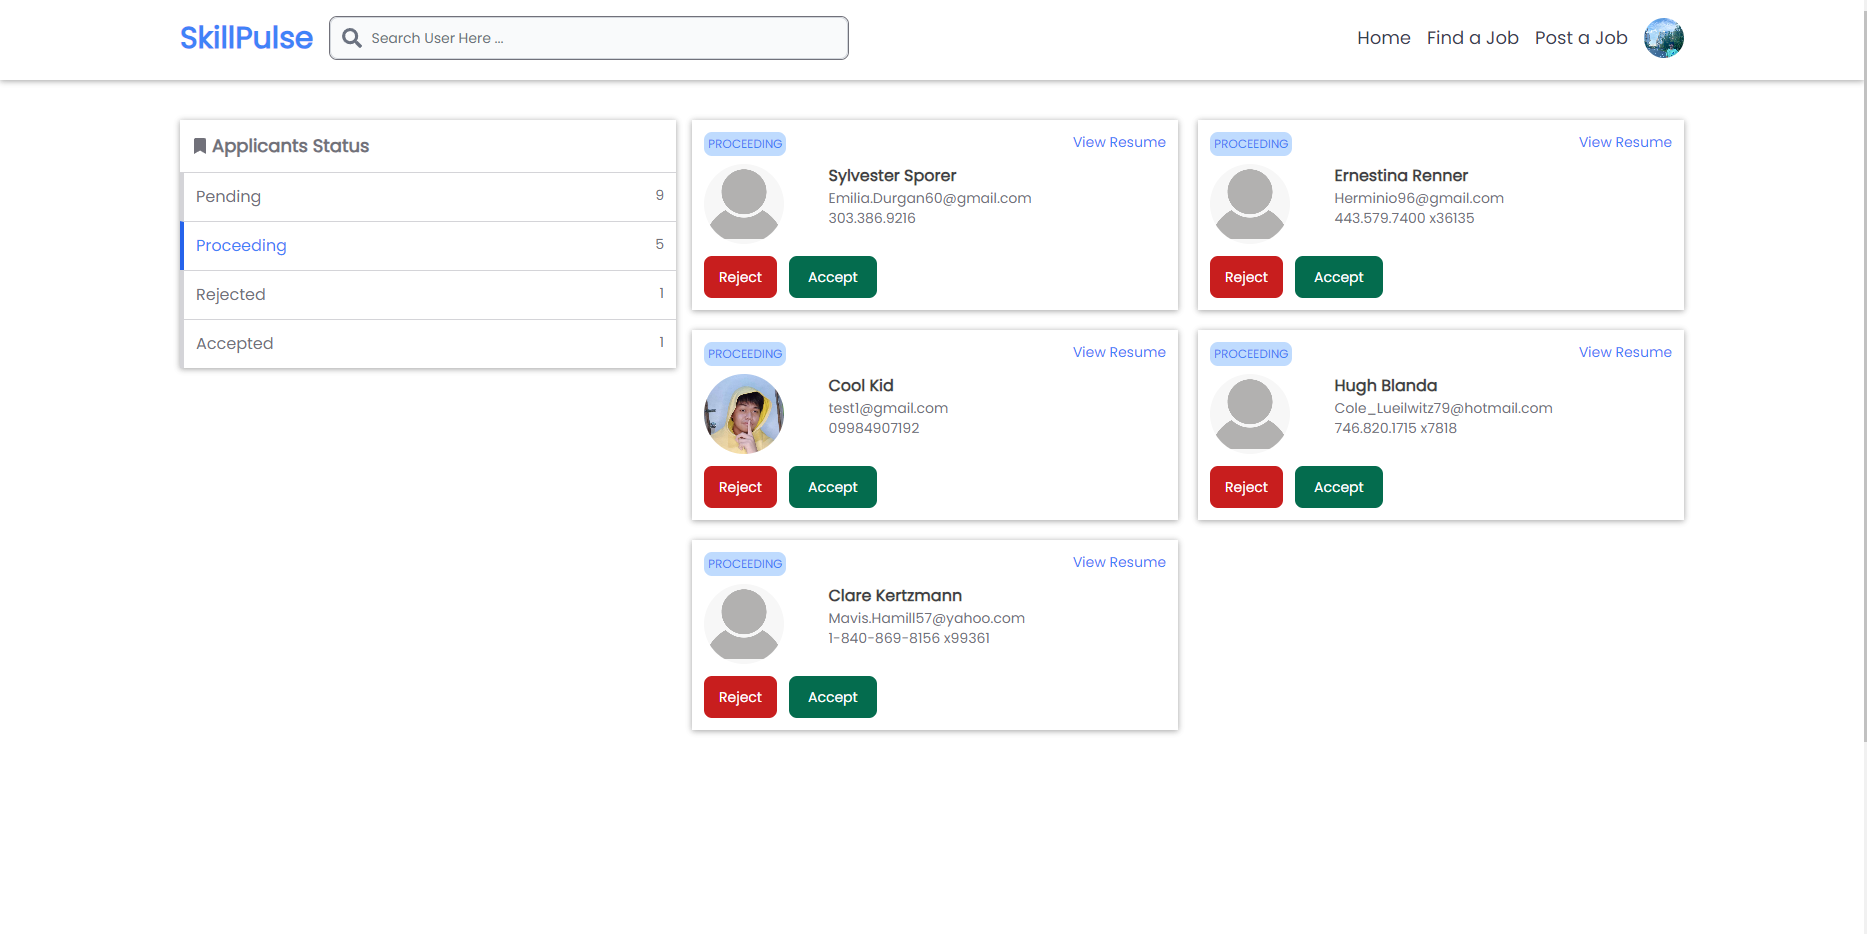 SkillPulse
Search User Here ...
Home Find a Job Post a Job
Applicants Status
Pending 9
Proceeding 5
Rejected 1
Accepted 1
PROCEEDING View Resume
Sylvester Sporer
Emilia.Durgan60@gmail.com
303.386.9216
Reject Accept
PROCEEDING View Resume
Ernestina Renner
Herminio96@gmail.com
443.579.7400 x36135
Reject Accept
PROCEEDING View Resume
Cool Kid
test1@gmail.com
09984907192
Reject Accept
PROCEEDING View Resume
Hugh Blanda
Cole_Lueilwitz79@hotmail.com
746.820.1715 x7818
Reject Accept
PROCEEDING View Resume
Clare Kertzmann
Mavis.Hamill57@yahoo.com
1-840-869-8156 x99361
Reject Accept